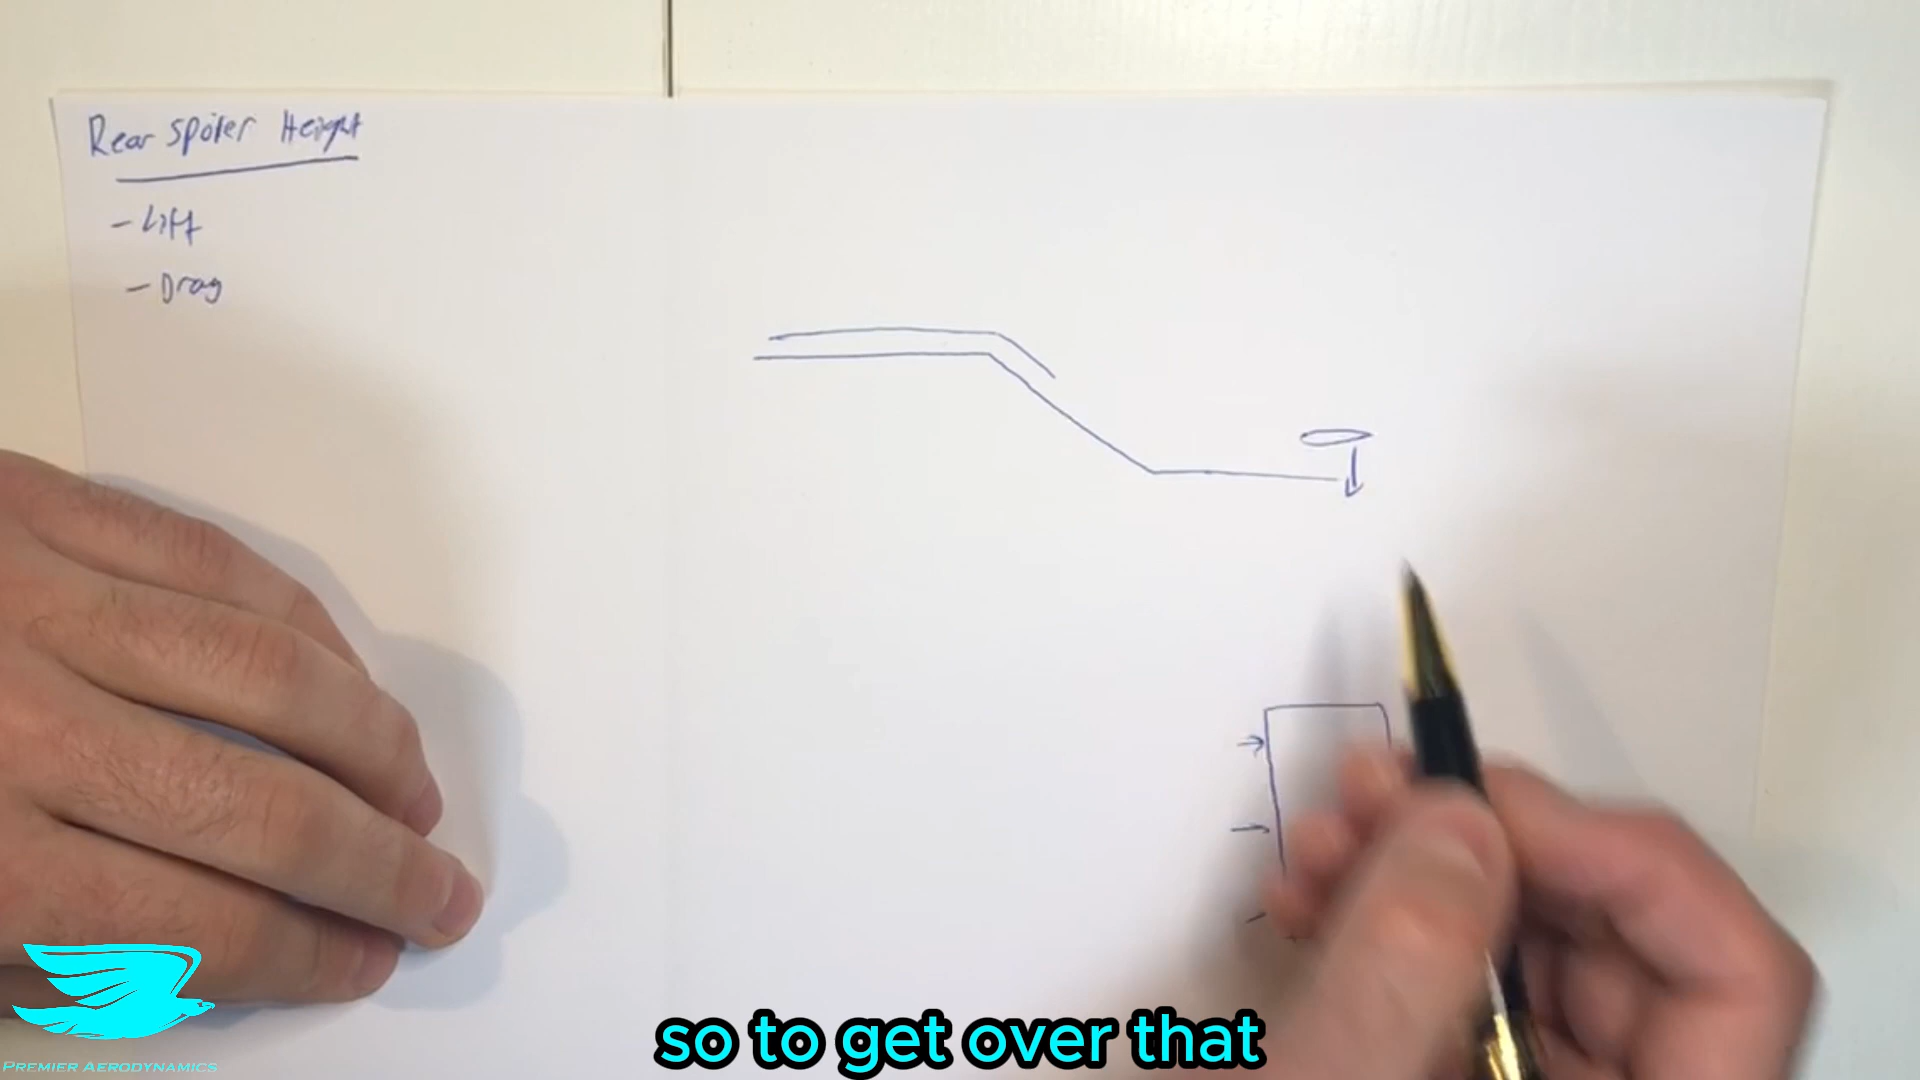 Rear Spoiler Height
- Lift
- Drag
so to get over that
PREMIER AERODYNAMICS